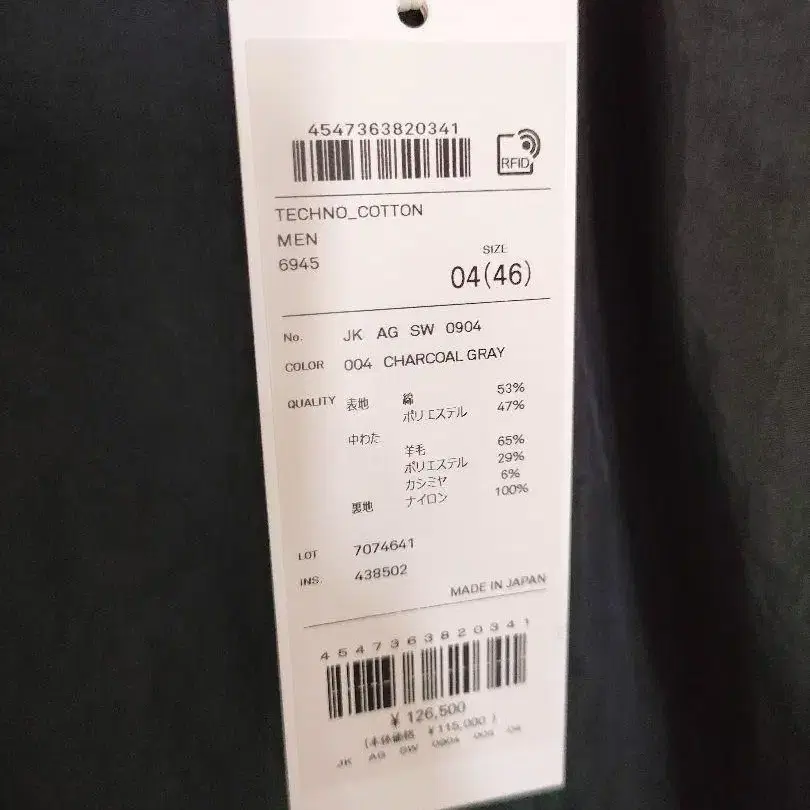 4547363820341
RFID
TECHNO_COTTON
MEN
6945
SIZE
04(46)
No. JK AG SW 0904
COLOR 004 CHARCOAL GRAY
QUALITY 表地 綿 53%
ポリエステル 47%
中わた
羊毛 65%
ポリエステル 29%
カシミヤ 6%
裏地 ナイロン 100%
LOT 7074641
INS. 438502
MADE IN JAPAN
4547363820341
¥ 126,500
(本体価格 ¥115,000)
JK AG SW 0904 04